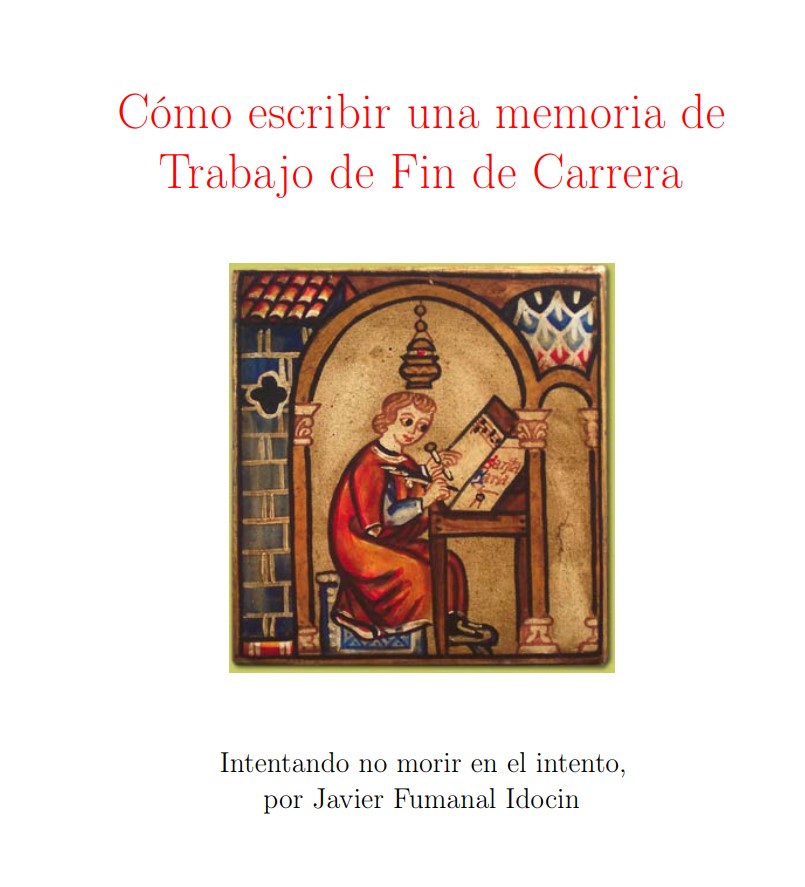 Cómo escribir una memoria de
Trabajo de Fin de Carrera
Intentando no morir en el intento,
por Javier Fumanal Idocin